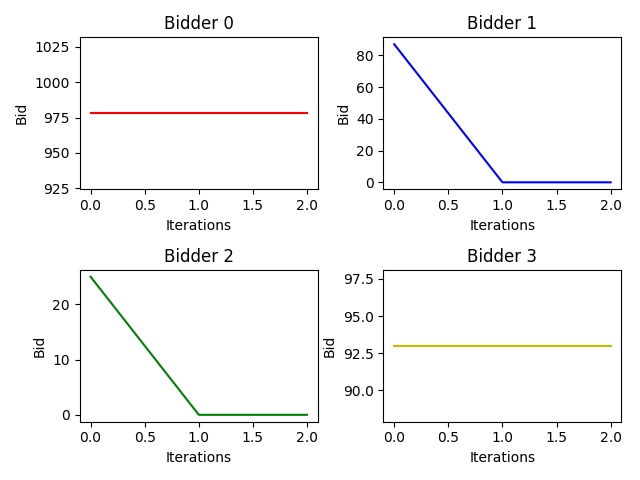 Bidder 0
1025
1000
975
950
925
Bid
0.0 0.5 1.0 1.5 2.0
Iterations
Bidder 1
80
60
40
20
0
Bid
0.0 0.5 1.0 1.5 2.0
Iterations
Bidder 2
20
10
0
Bid
0.0 0.5 1.0 1.5 2.0
Iterations
Bidder 3
97.5
95.0
92.5
90.0
Bid
0.0 0.5 1.0 1.5 2.0
Iterations